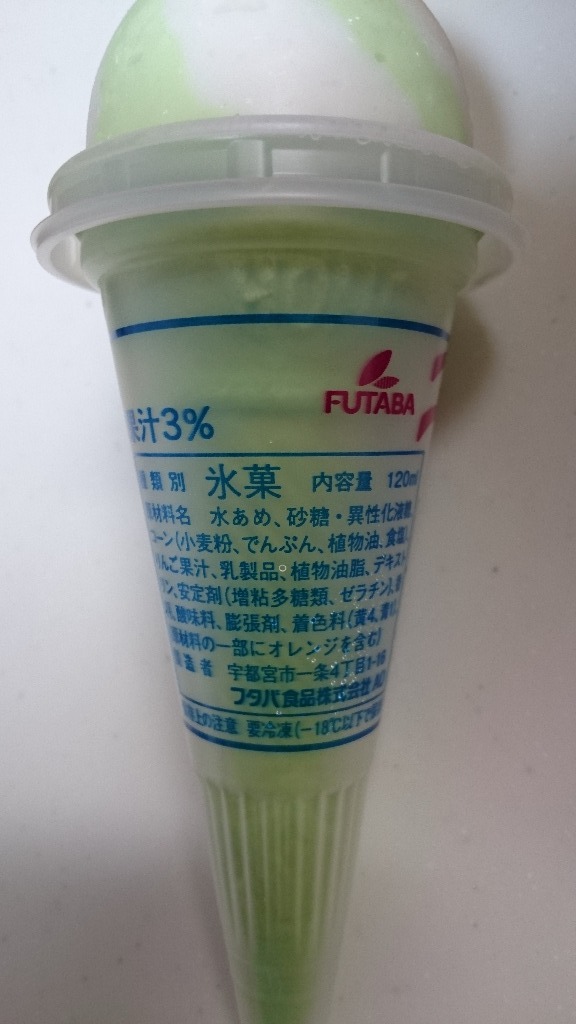 FUTABA
果汁3%
種類別 氷菓 内容量 120ml
原材料名 水あめ、砂糖・異性化液糖、
コーン(小麦粉、でんぷん、植物油、食塩)、
りんご果汁、乳製品、植物油脂、デキスト
リン、安定剤(増粘多糖類、ゼラチン)、香
料、酸味料、膨張剤、着色料(黄4、青1)、
(原材料の一部にオレンジを含む)
製造者 宇都宮市一条4丁目1-16
フタバ食品株式会社
上の注意 要冷凍(-18℃以下で保